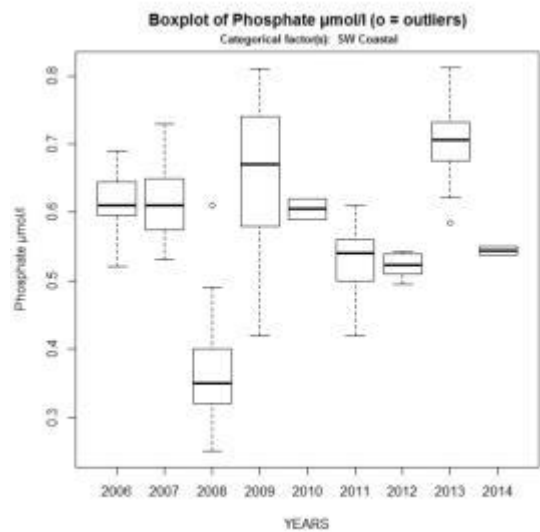 Boxplot of Phosphate µmol/l (o = outliers)
Categorical factor(s): SW Coastal
Phosphate µmol/l
0.8
0.7
0.6
0.5
0.4
0.3
2006 2007 2008 2009 2010 2011 2012 2013 2014
YEARS